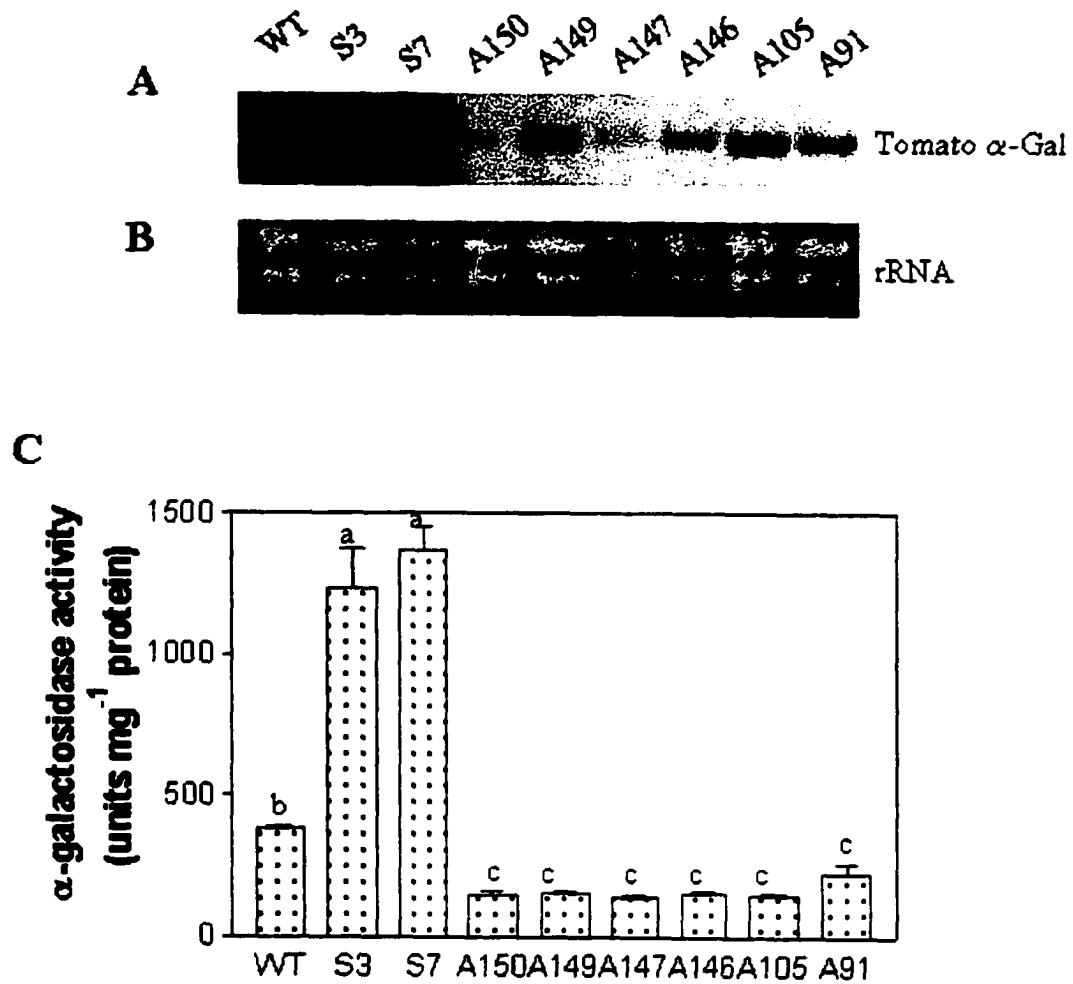 WT S3 S7 A150 A149 A147 A146 A105 A91
A
Tomato α-Gal
B
rRNA
C
α-galactosidase activity
(units mg⁻¹ protein)
1500
1000
500
0
b
a
a
c
c
c
c
c
c
WT S3 S7 A150 A149 A147 A146 A105 A91